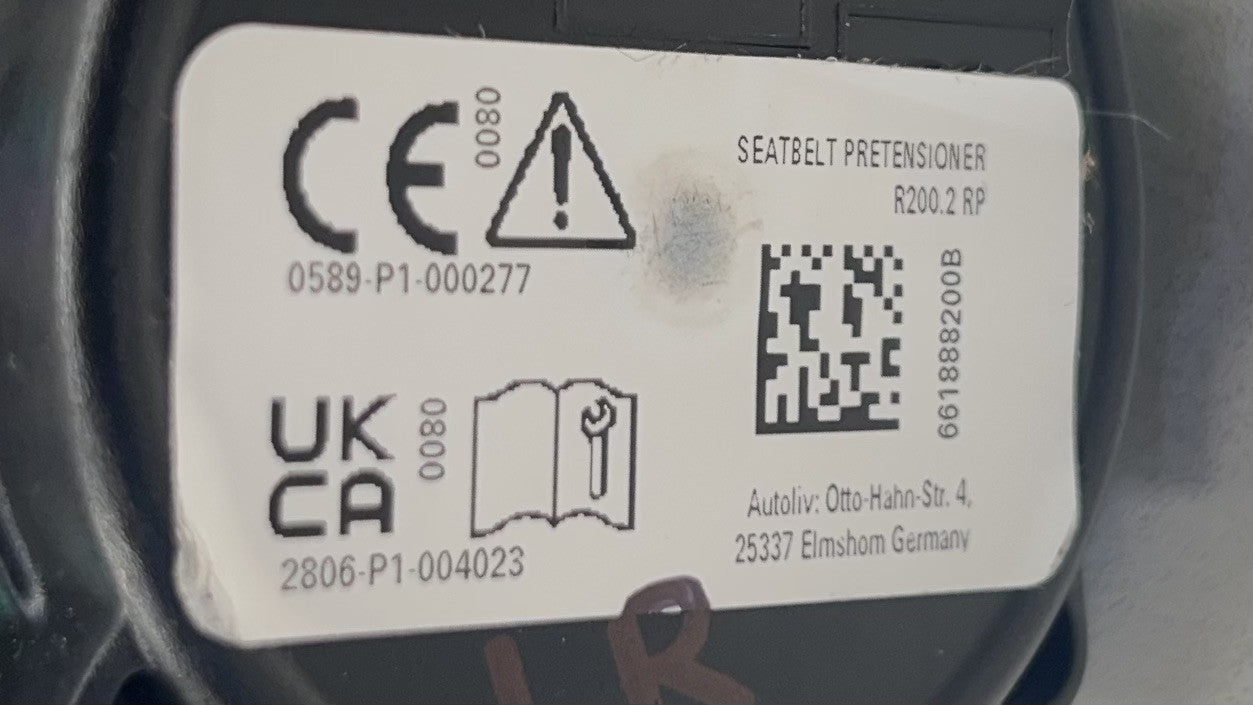 CE 0080
0589-P1-000277
UK
CA
0080
2806-P1-004023
SEATBELT PRETENSIONER
R200.2 RP
661888200B
Autoliv: Otto-Hahn-Str. 4,
25337 Elmshorn Germany
LR